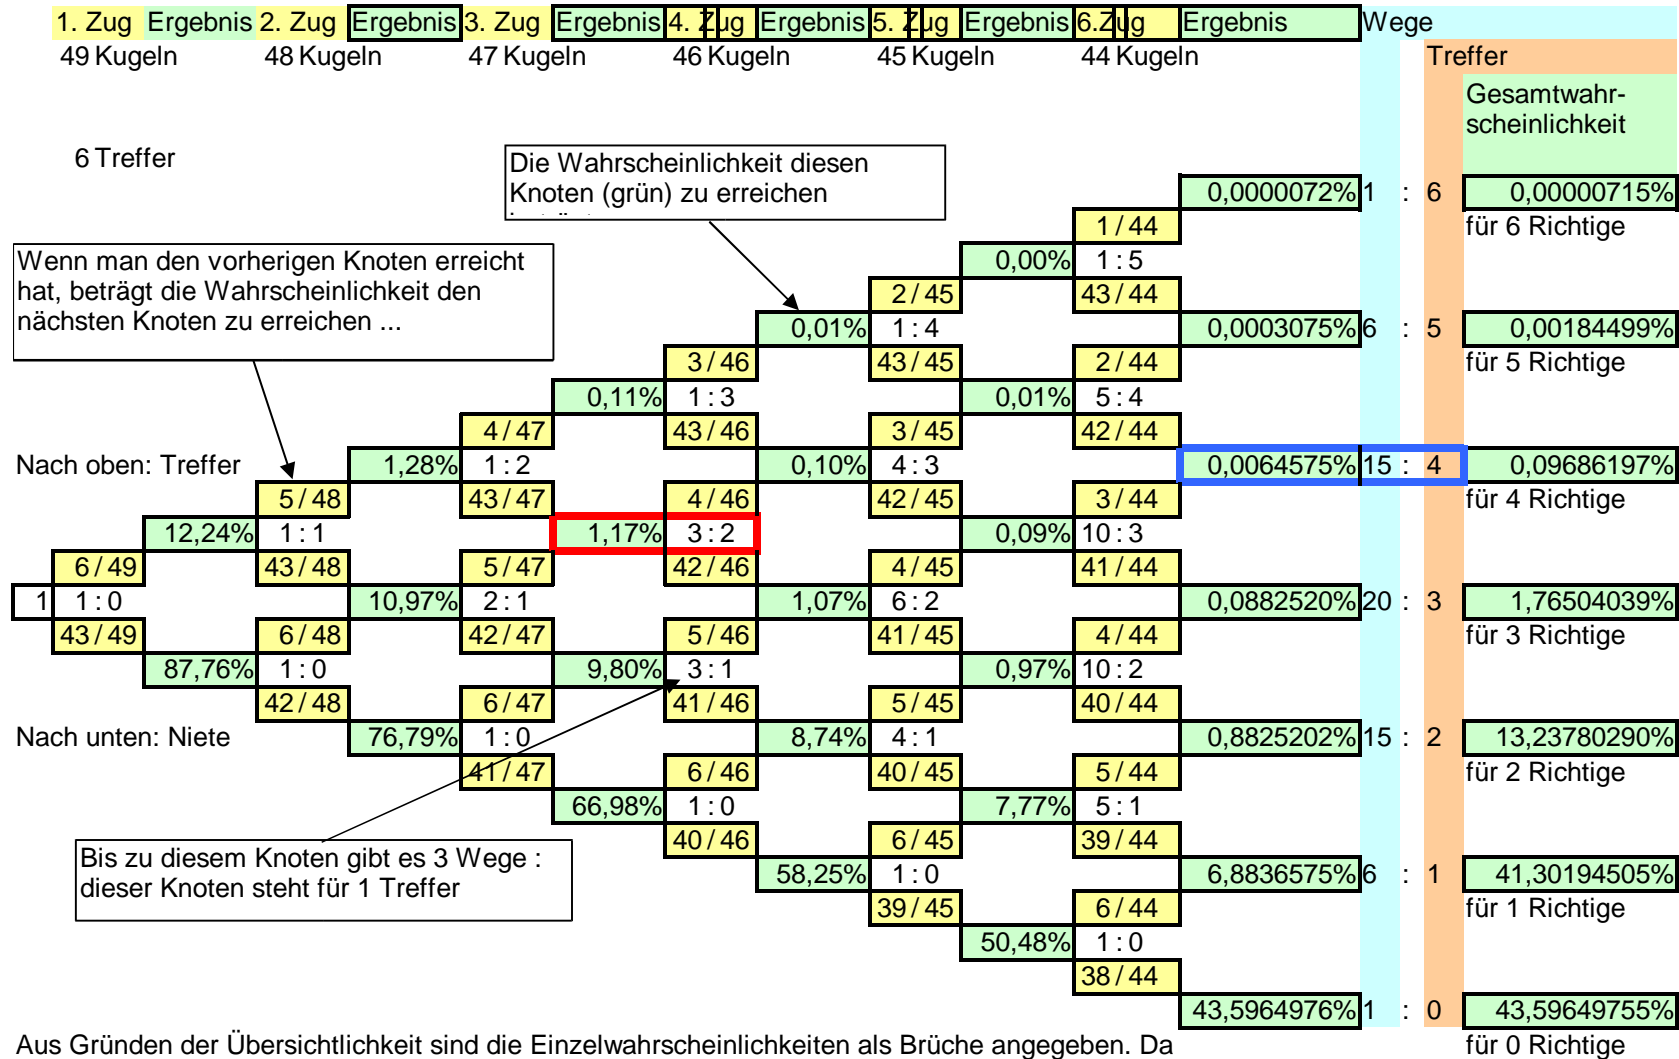 1. Zug Ergebnis 2. Zug Ergebnis 3. Zug Ergebnis 4. Zug Ergebnis 5. Zug Ergebnis 6.Zug Ergebnis Wege
49 Kugeln 48 Kugeln 47 Kugeln 46 Kugeln 45 Kugeln 44 Kugeln Treffer
Gesamtwahr-
scheinlichkeit
6 Treffer
Die Wahrscheinlichkeit diesen
Knoten (grün) zu erreichen
0,0000072% 1 : 6 0,00000715%
1 / 44 für 6 Richtige
Wenn man den vorherigen Knoten erreicht
hat, beträgt die Wahrscheinlichkeit den
nächsten Knoten zu erreichen ...
0,00% 1 : 5
2 / 45 43 / 44
0,01% 1 : 4 0,0003075% 6 : 5 0,00184499%
3 / 46 43 / 45 2 / 44 für 5 Richtige
0,11% 1 : 3 0,01% 5 : 4
4 / 47 43 / 46 3 / 45 42 / 44
Nach oben: Treffer 1,28% 1 : 2 0,10% 4 : 3 0,0064575% 15 : 4 0,09686197%
5 / 48 43 / 47 4 / 46 42 / 45 3 / 44 für 4 Richtige
12,24% 1 : 1 1,17% 3 : 2 0,09% 10 : 3
6 / 49 43 / 48 5 / 47 42 / 46 4 / 45 41 / 44
1 1 : 0 10,97% 2 : 1 1,07% 6 : 2 0,0882520% 20 : 3 1,76504039%
43 / 49 6 / 48 42 / 47 5 / 46 41 / 45 4 / 44 für 3 Richtige
87,76% 1 : 0 9,80% 3 : 1 0,97% 10 : 2
42 / 48 6 / 47 41 / 46 5 / 45 40 / 44
Nach unten: Niete 76,79% 1 : 0 8,74% 4 : 1 0,8825202% 15 : 2 13,23780290%
41 / 47 6 / 46 40 / 45 5 / 44 für 2 Richtige
66,98% 1 : 0 7,77% 5 : 1
40 / 46 6 / 45 39 / 44
Bis zu diesem Knoten gibt es 3 Wege :
dieser Knoten steht für 1 Treffer
58,25% 1 : 0 6,8836575% 6 : 1 41,30194505%
39 / 45 6 / 44 für 1 Richtige
50,48% 1 : 0
38 / 44
43,5964976% 1 : 0 43,59649755%
Aus Gründen der Übersichtlichkeit sind die Einzelwahrscheinlichkeiten als Brüche angegeben. Da für 0 Richtige